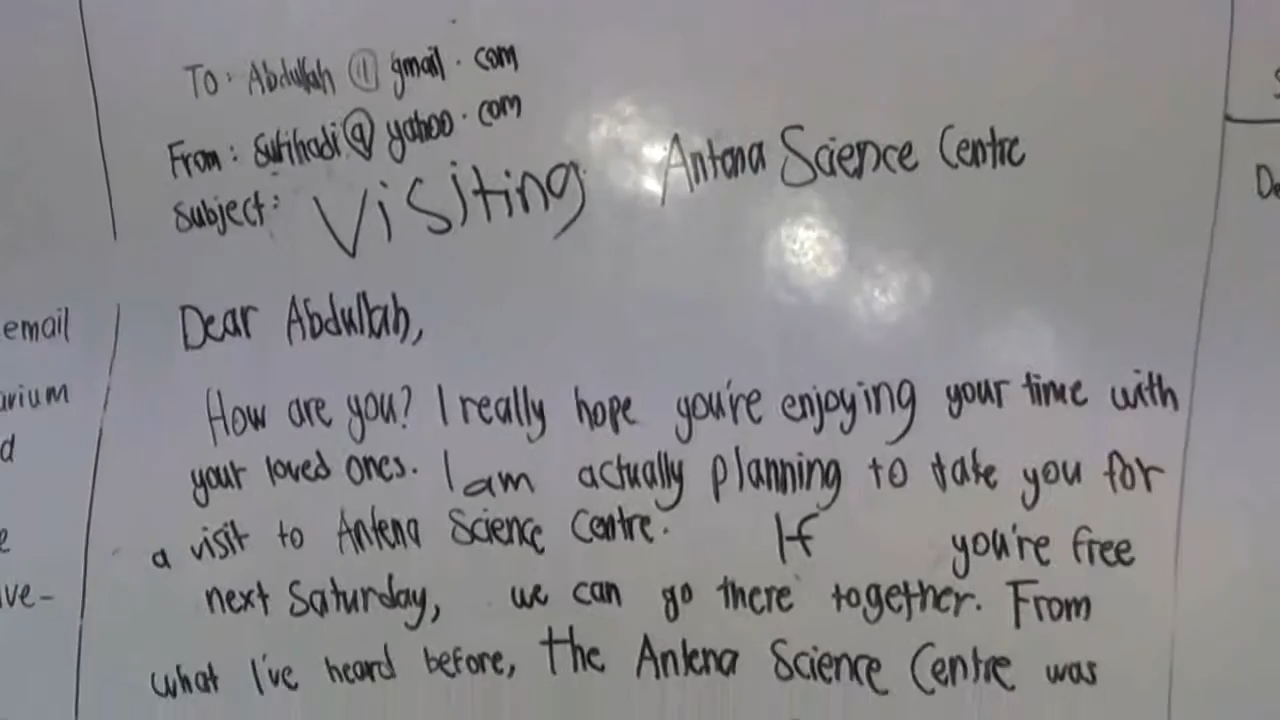 To: Abdullah @ gmail.com
From: Sufihadi@yahoo.com
Subject: Visiting Antena Science Centre
Dear Abdullah,
How are you? I really hope you're enjoying your time with
your loved ones. I am actually planning to take you for
a visit to Antena Science Centre. If you're free
next Saturday, we can go there together. From
what I've heard before, the Antena Science Centre was
email
d
e
ve-